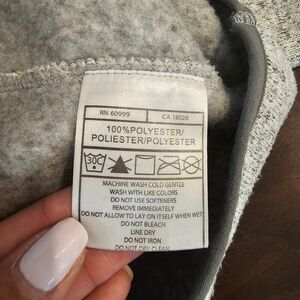 RN 60999
CA 18026
100%POLYESTER/
POLIESTER/POLYESTER
30C
MACHINE WASH COLD GENTLE
WASH WITH LIKE COLORS
DO NOT USE SOFTENERS
REMOVE IMMEDIATELY
DO NOT ALLOW TO LAY ON ITSELF WHEN WET
DO NOT BLEACH
LINE DRY
DO NOT IRON
DO NOT DRY CLEAN